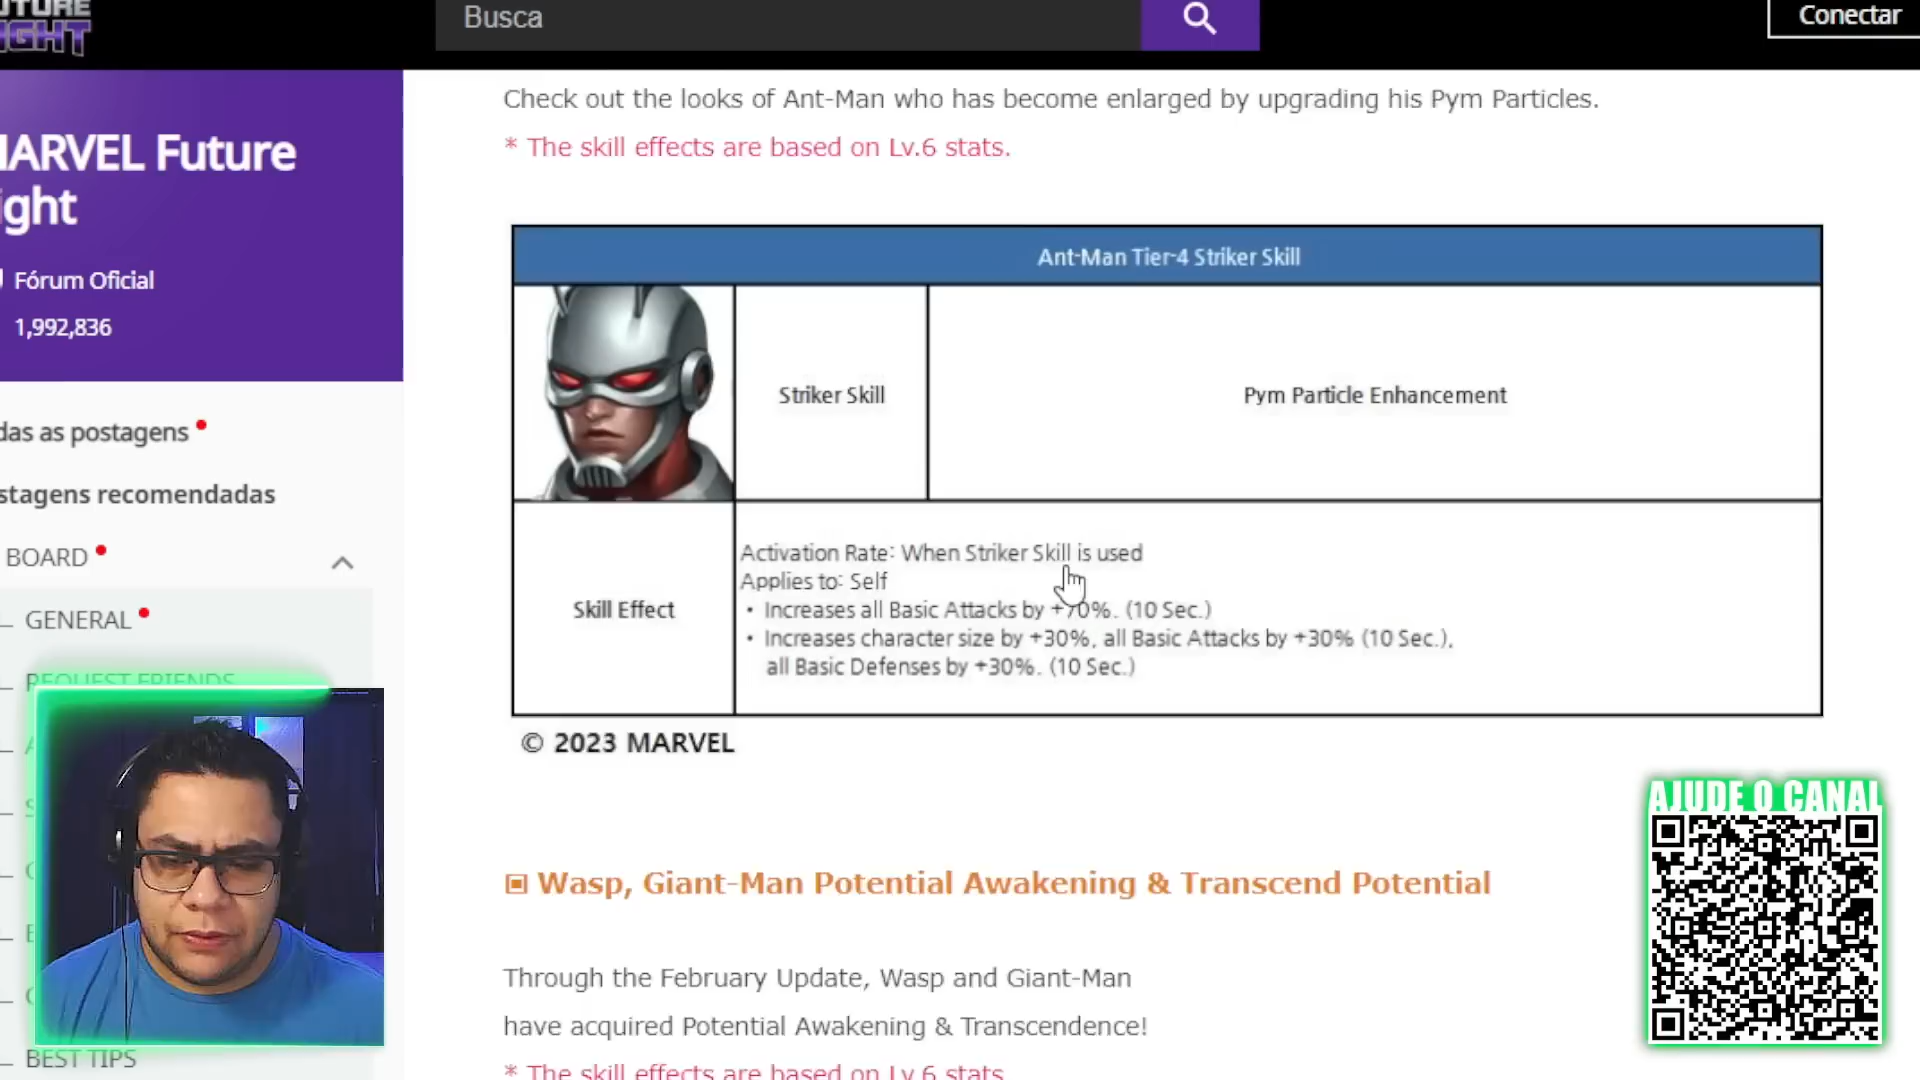 Busca
Conectar
MARVEL Future
ight
Fórum Oficial
1,992,836
das as postagens
stagens recomendadas
BOARD
GENERAL
REQUEST FRIENDS
BEST TIPS
Check out the looks of Ant-Man who has become enlarged by upgrading his Pym Particles.
* The skill effects are based on Lv.6 stats.
Ant-Man Tier-4 Striker Skill
Striker Skill
Pym Particle Enhancement
Skill Effect
Activation Rate: When Striker Skill is used
Applies to: Self
・ Increases all Basic Attacks by +70%. (10 Sec.)
・ Increases character size by +30%, all Basic Attacks by +30% (10 Sec.),
all Basic Defenses by +30%. (10 Sec.)
© 2023 MARVEL
AJUDE O CANAL
▣ Wasp, Giant-Man Potential Awakening & Transcend Potential
Through the February Update, Wasp and Giant-Man
have acquired Potential Awakening & Transcendence!
* The skill effects are based on Lv.6 stats.